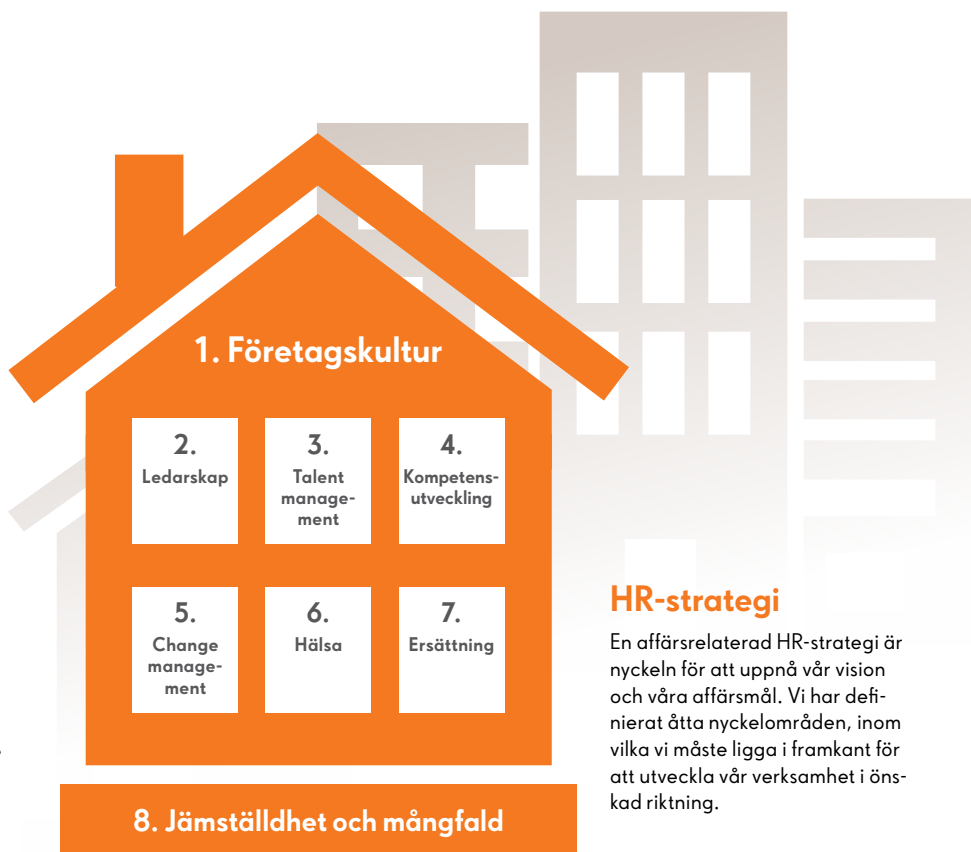 1. Företagskultur
2.
Ledarskap
3.
Talent
manage-
ment
4.
Kompetens-
utveckling
5.
Change
manage-
ment
6.
Hälsa
7.
Ersättning
8. Jämställdhet och mångfald
HR-strategi
En affärsrelaterad HR-strategi är
nyckeln för att uppnå vår vision
och våra affärsmål. Vi har defi-
nierat åtta nyckelområden, inom
vilka vi måste ligga i framkant för
att utveckla vår verksamhet i öns-
kad riktning.